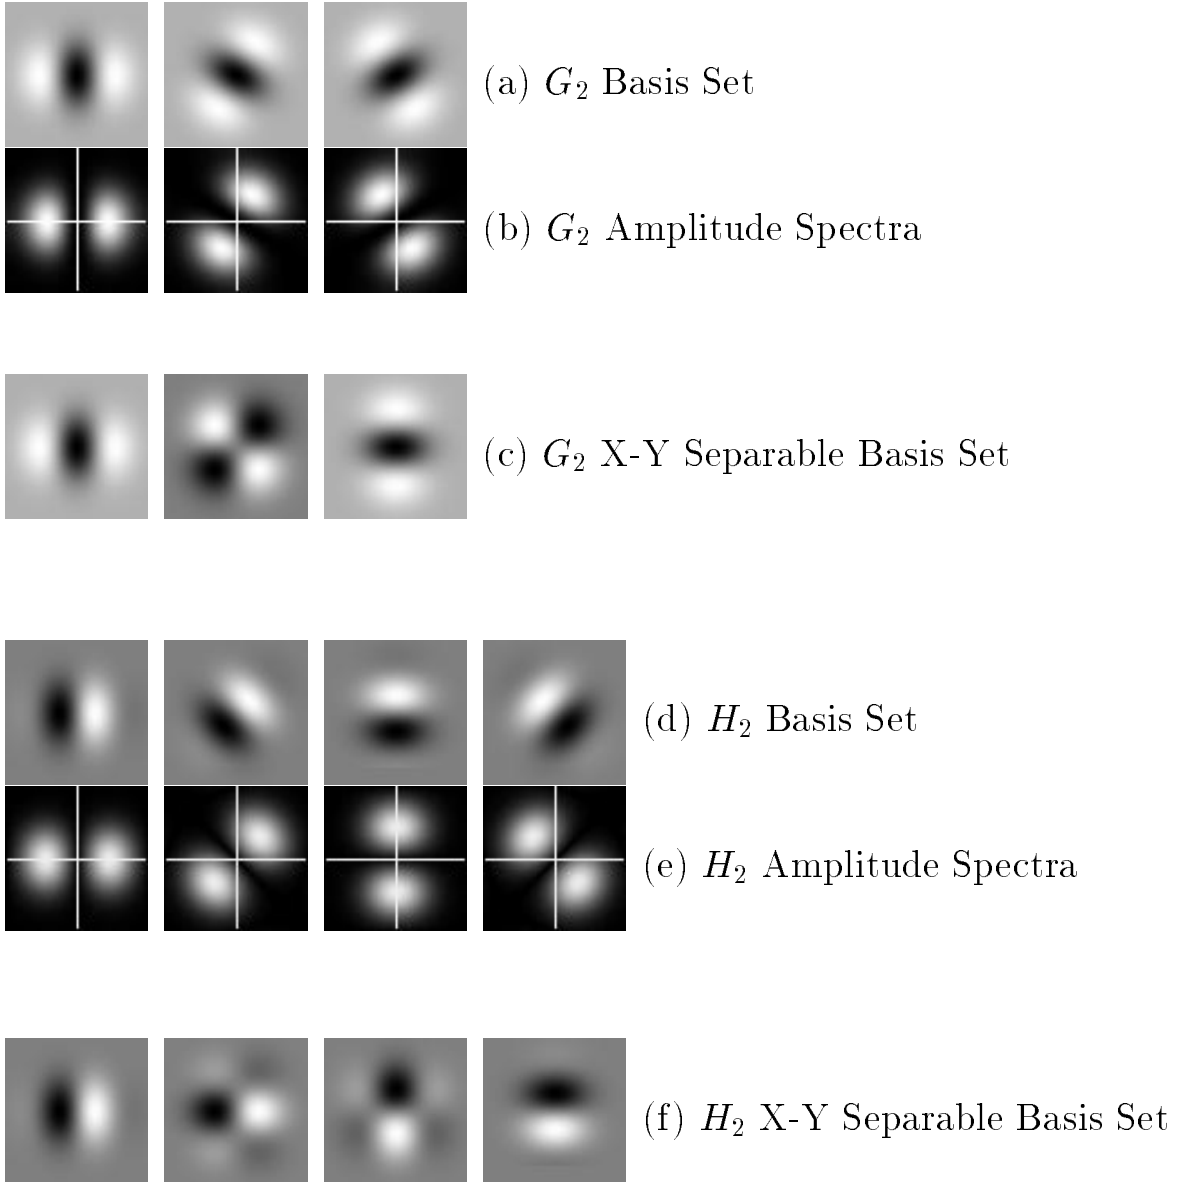 (a) G₂ Basis Set
(b) G₂ Amplitude Spectra
(c) G₂ X-Y Separable Basis Set
(d) H₂ Basis Set
(e) H₂ Amplitude Spectra
(f) H₂ X-Y Separable Basis Set